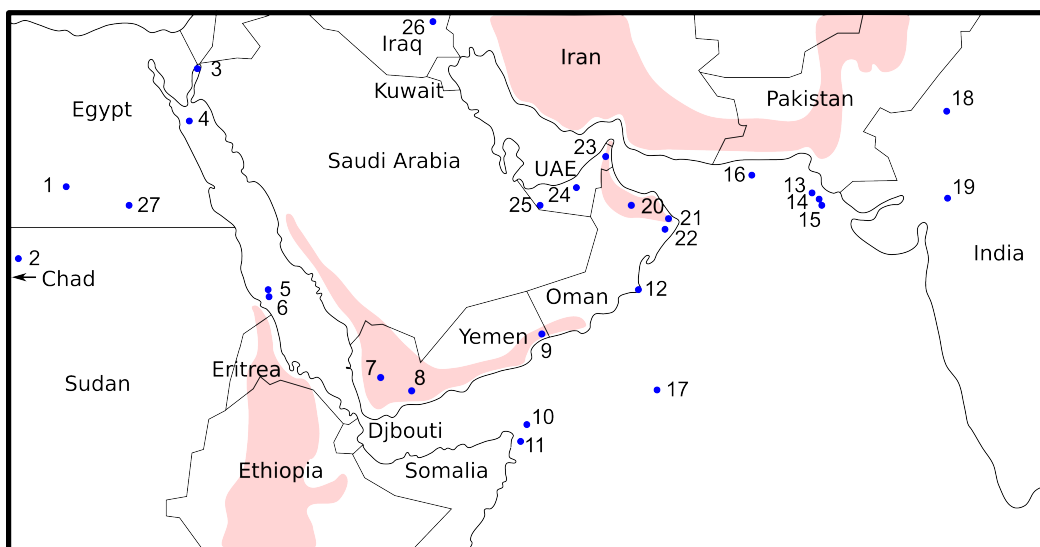 26
Iraq
Iran
3
Kuwait
Pakistan
18
Egypt
4
Saudi Arabia
23
UAE
16
1
24
13
19
27
25
20
14
15
21
22
2
Chad
India
5
6
Oman
12
Yemen
9
Eritrea
7
8
Sudan
17
10
Djbouti
11
Ethiopia
Somalia